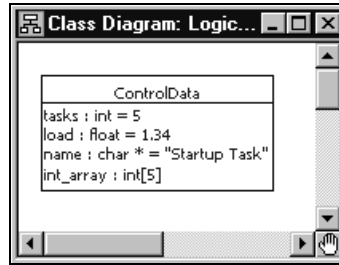 Class Diagram: Logic...
ControlData
tasks : int = 5
load : float = 1.34
name : char * = "Startup Task"
int_array : int[5]